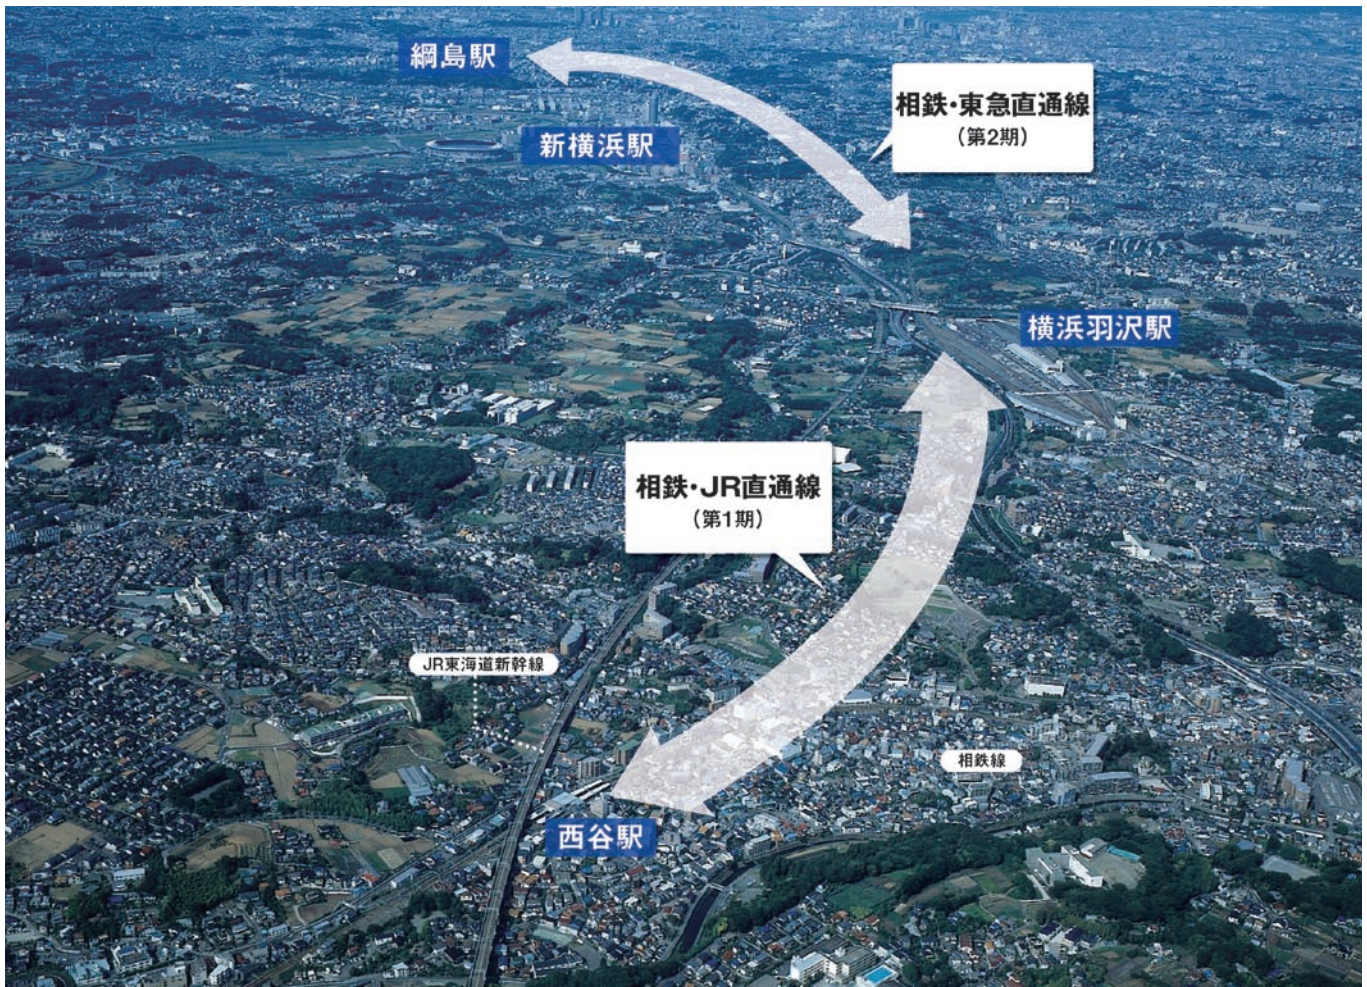 綱島駅
相鉄・東急直通線
(第2期)
新横浜駅
横浜羽沢駅
相鉄・JR直通線
(第1期)
JR東海道新幹線
相鉄線
西谷駅